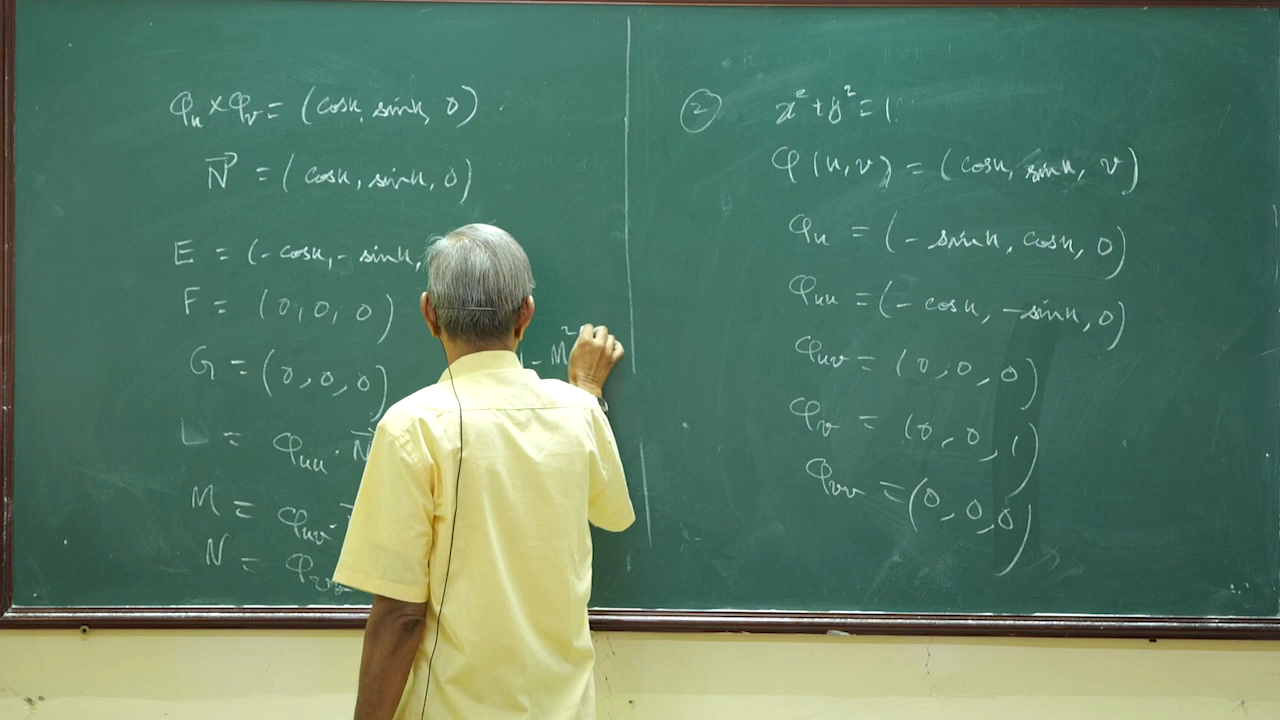 φu × φv = (cosu, sinu, 0)
N⃗ = (cosu, sinu, 0)
E = (-cosu, -sinu,
F = (0, 0, 0)
G = (0, 0, 0)
L = φuu · N
M = φuv ·
N = φvv
- M²
② x² + y² = 1
φ(u, v) = (cosu, sinu, v)
φu = (-sinu, cosu, 0)
φuu = (-cosu, -sinu, 0)
φuv = (0, 0, 0)
φv = (0, 0, 1)
φvv = (0, 0, 0)